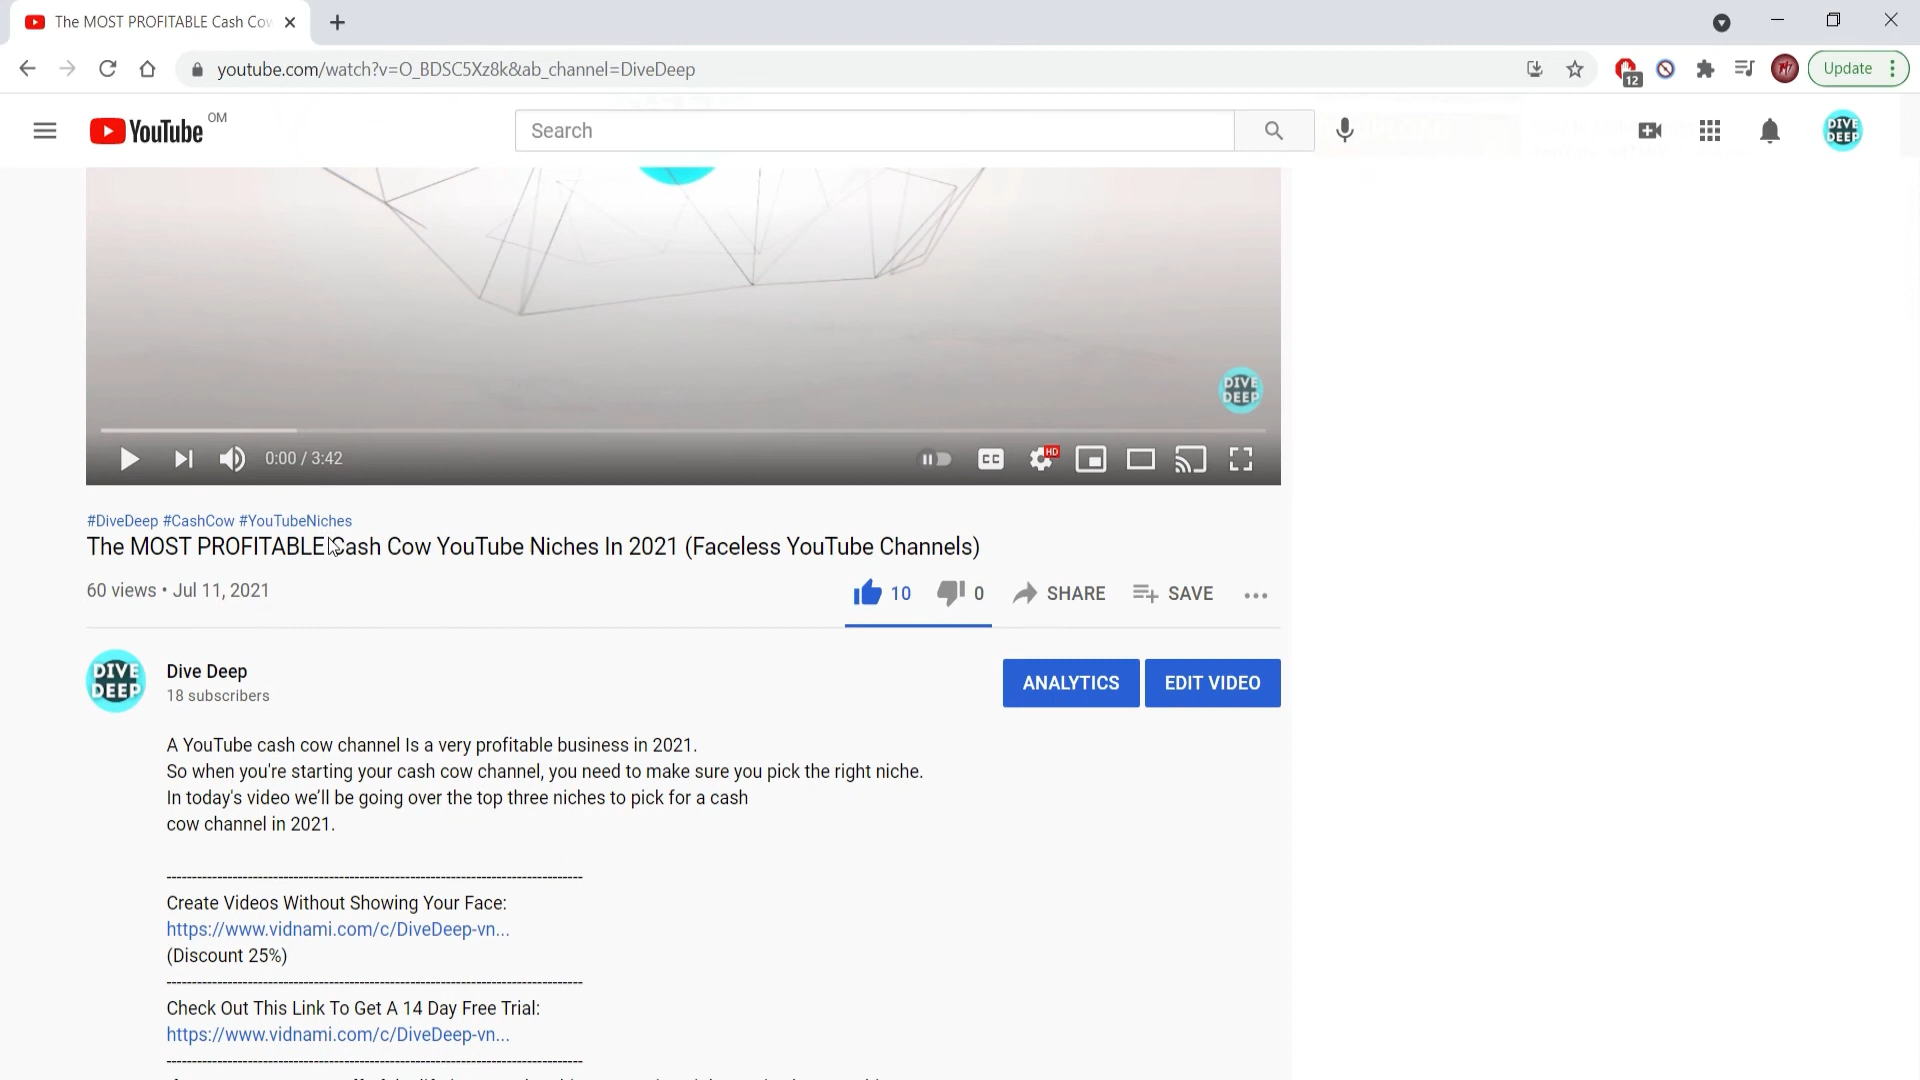 The MOST PROFITABLE Cash Cow
youtube.com/watch?v=O_BDSC5Xz8k&ab_channel=DiveDeep
12
Update
YouTube
OM
Search
DIVE
DEEP
DIVE
DEEP
0:00 / 3:42
CC
HD
#DiveDeep #CashCow #YouTubeNiches
The MOST PROFITABLE Cash Cow YouTube Niches In 2021 (Faceless YouTube Channels)
60 views • Jul 11, 2021
10
0
SHARE
SAVE
DIVE
DEEP
Dive Deep
18 subscribers
ANALYTICS
EDIT VIDEO
A YouTube cash cow channel Is a very profitable business in 2021.
So when you're starting your cash cow channel, you need to make sure you pick the right niche.
In today's video we’ll be going over the top three niches to pick for a cash
cow channel in 2021.
-----------------------------------------------------------------------------------
Create Videos Without Showing Your Face:
https://www.vidnami.com/c/DiveDeep-vn...
(Discount 25%)
-----------------------------------------------------------------------------------
Check Out This Link To Get A 14 Day Free Trial:
https://www.vidnami.com/c/DiveDeep-vn...
-----------------------------------------------------------------------------------